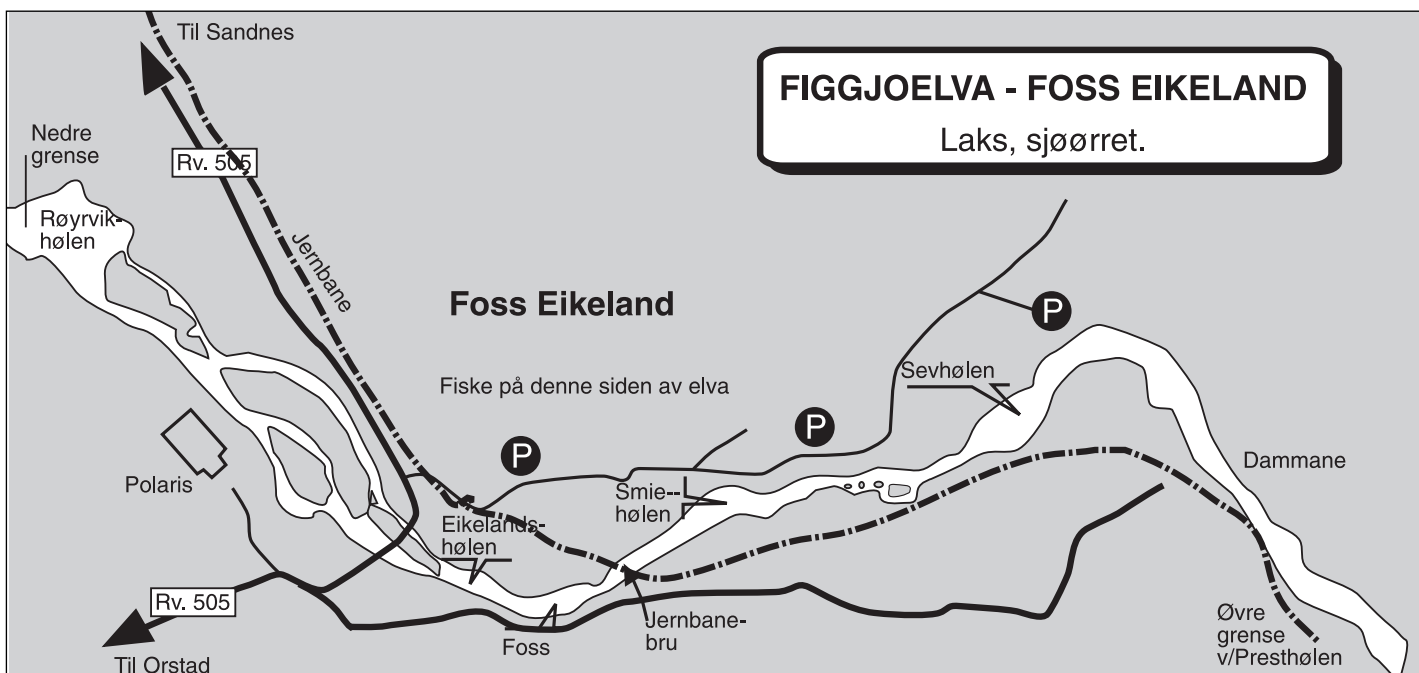 Til Sandnes
FIGGJOELVA - FOSS EIKELAND
Laks, sjøørret.
Nedre
grense
Rv. 505
Røyrvik-
hølen
Jernbane
Foss Eikeland
P
Sevhølen
Fiske på denne siden av elva
P
P
Dammane
Polaris
Smie--
hølen
Eikelands-
hølen
Rv. 505
Foss
Jernbane-
bru
Øvre
grense
v/Presthølen
Til Orstad